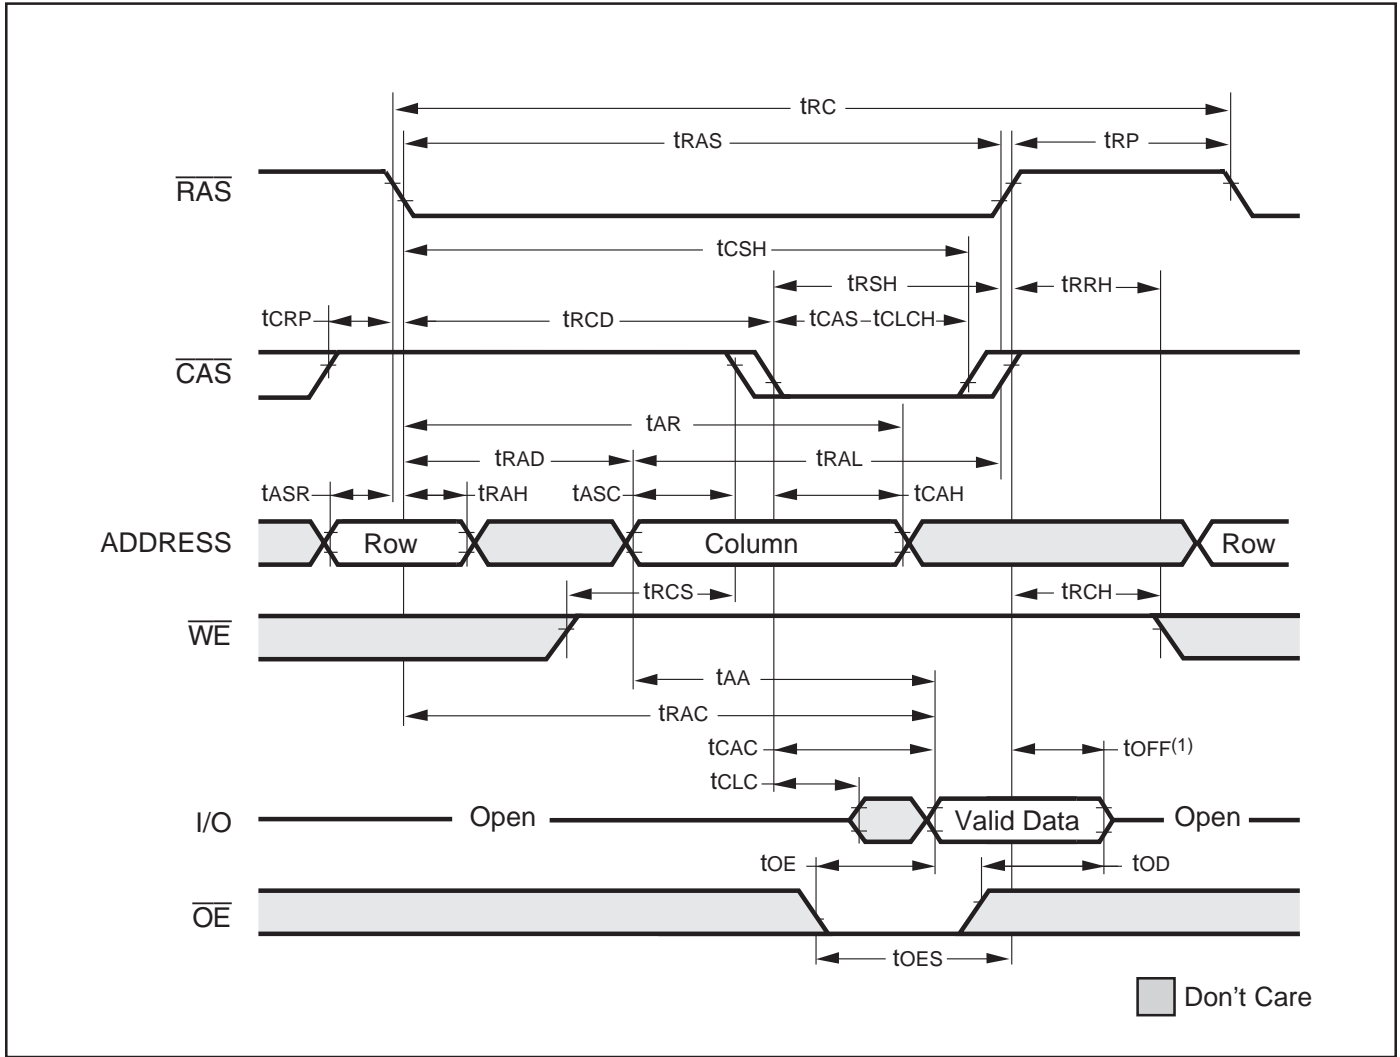 tRC
tRAS
tRP
RAS
tCSH
tRSH
tRRH
tCRP
tRCD
tCAS
tCLCH
CAS
tAR
tRAD
tRAL
tASR
tRAH
tASC
tCAH
ADDRESS
Row
Column
Row
tRCS
tRCH
WE
tAA
tRAC
tCAC
tOFF(1)
tCLC
I/O
Open
Valid Data
Open
tOE
tOD
OE
tOES
Don't Care